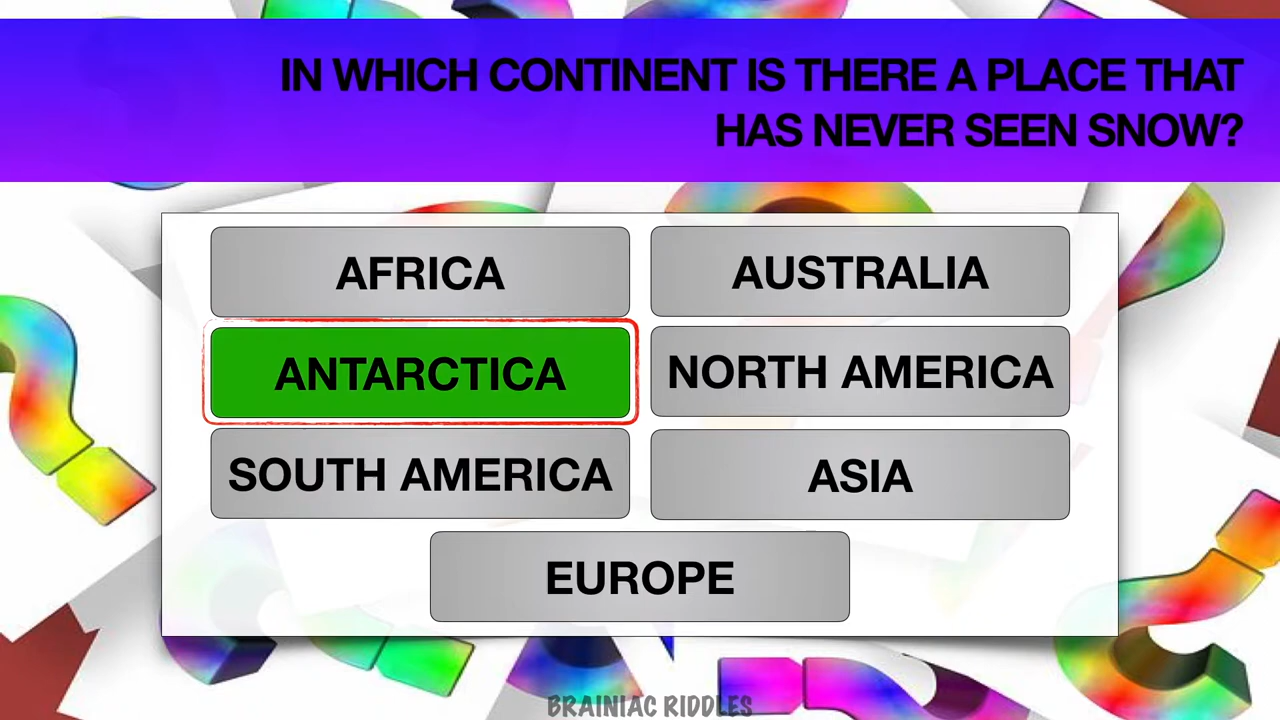 IN WHICH CONTINENT IS THERE A PLACE THAT
HAS NEVER SEEN SNOW?
AFRICA
AUSTRALIA
ANTARCTICA
NORTH AMERICA
SOUTH AMERICA
ASIA
EUROPE
BRAINIAC RIDDLES